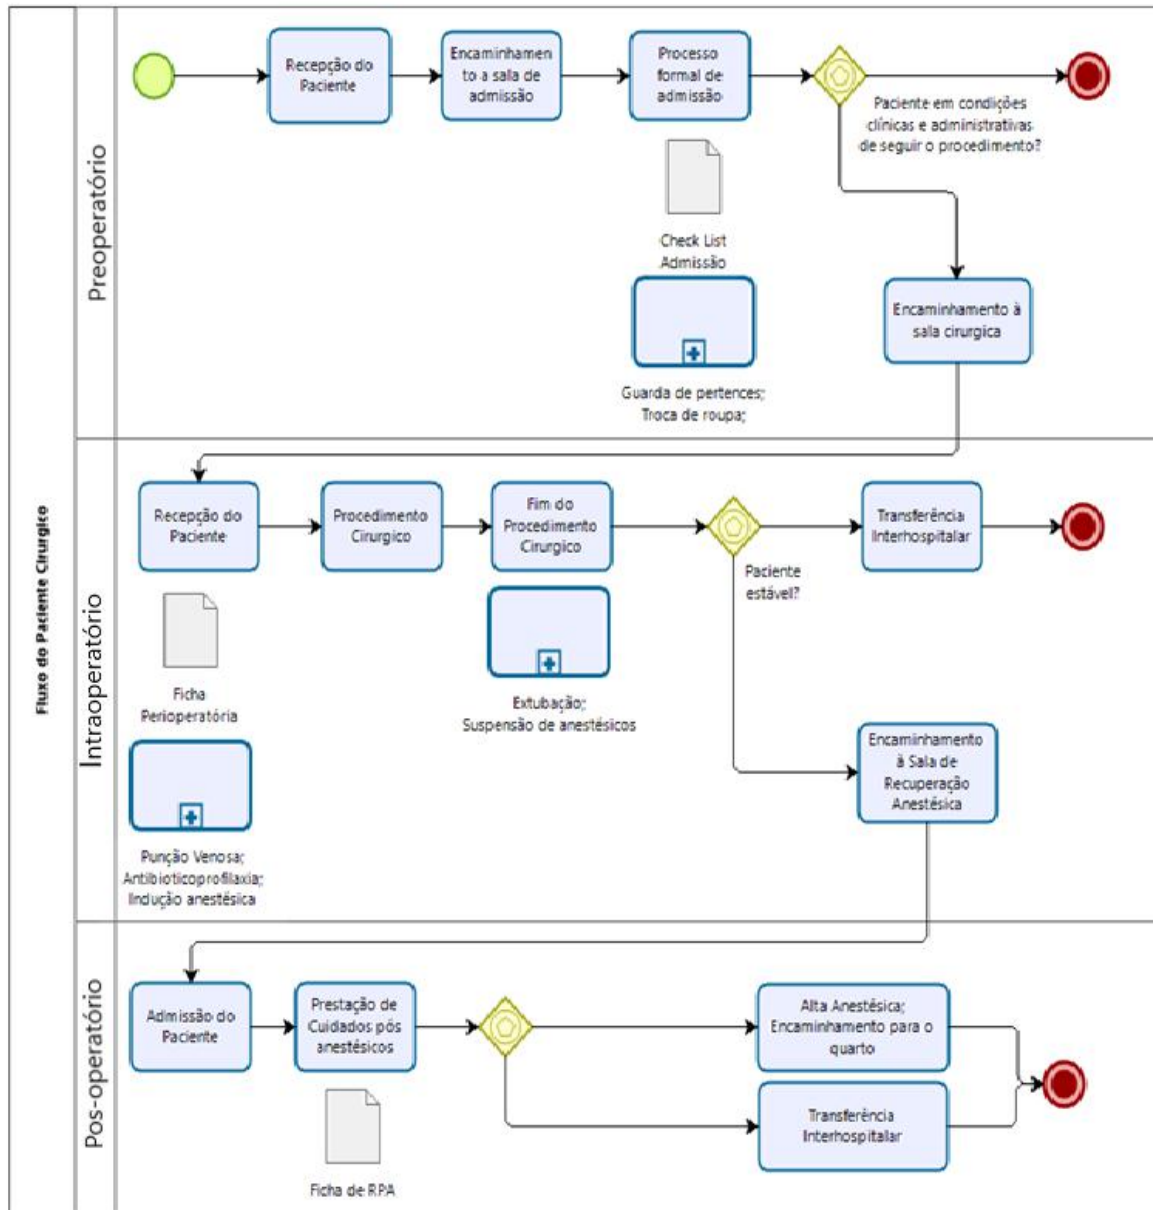 Fluxo do Paciente Cirurgico
Preoperatório
Recepção do
Paciente
Encaminhamen
to a sala de
admissão
Processo
formal de
admissão
Paciente em condições
clínicas e administrativas
de seguir o procedimento?
Check List
Admissão
Guarda de pertences;
Troca de roupa;
Encaminhamento à
sala cirurgica
Intraoperatório
Recepção do
Paciente
Procedimento
Cirurgico
Fim do
Procedimento
Cirurgico
Paciente
estável?
Transferência
Interhospitalar
Ficha
Perioperatória
Extubação;
Suspensão de anestésicos
Punção Venosa;
Antibioticoprofilaxia;
Indução anestésica
Encaminhamento
à Sala de
Recuperação
Anestésica
Pos-operatório
Admissão do
Paciente
Prestação de
Cuidados pós
anestésicos
Ficha de RPA
Alta Anestésica;
Encaminhamento para o
quarto
Transferência
Interhospitalar